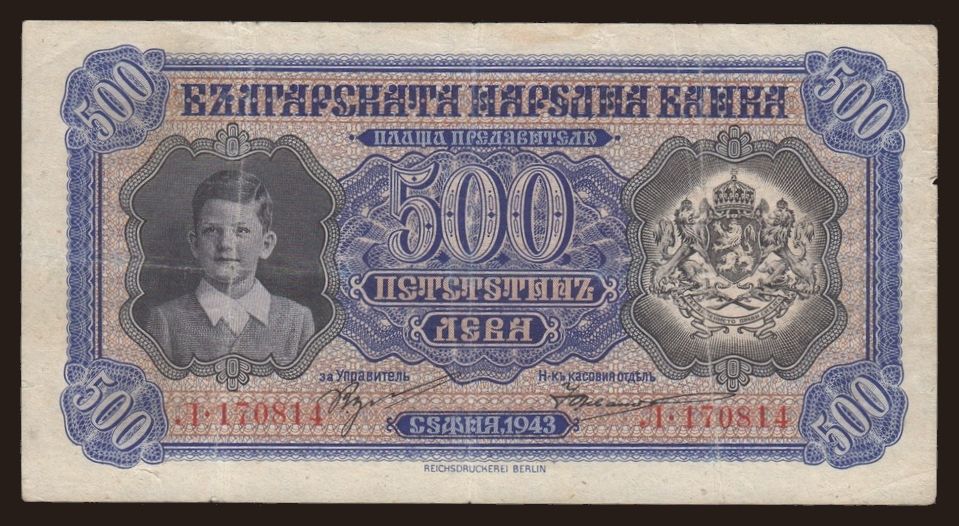 500 500
БЪЛГАРСКАТА НАРОДНА БАНКА
ПЛАЩА ПРЕДЯВИТЕЛЮ
500
ПЕТСТОТИНЪ
ЛЕВА
за Управитель Н-къ касовия отдѣлъ
Л·170814 Л·170814
СОФИЯ, 1943
500 500
REICHSDRUCKEREI BERLIN